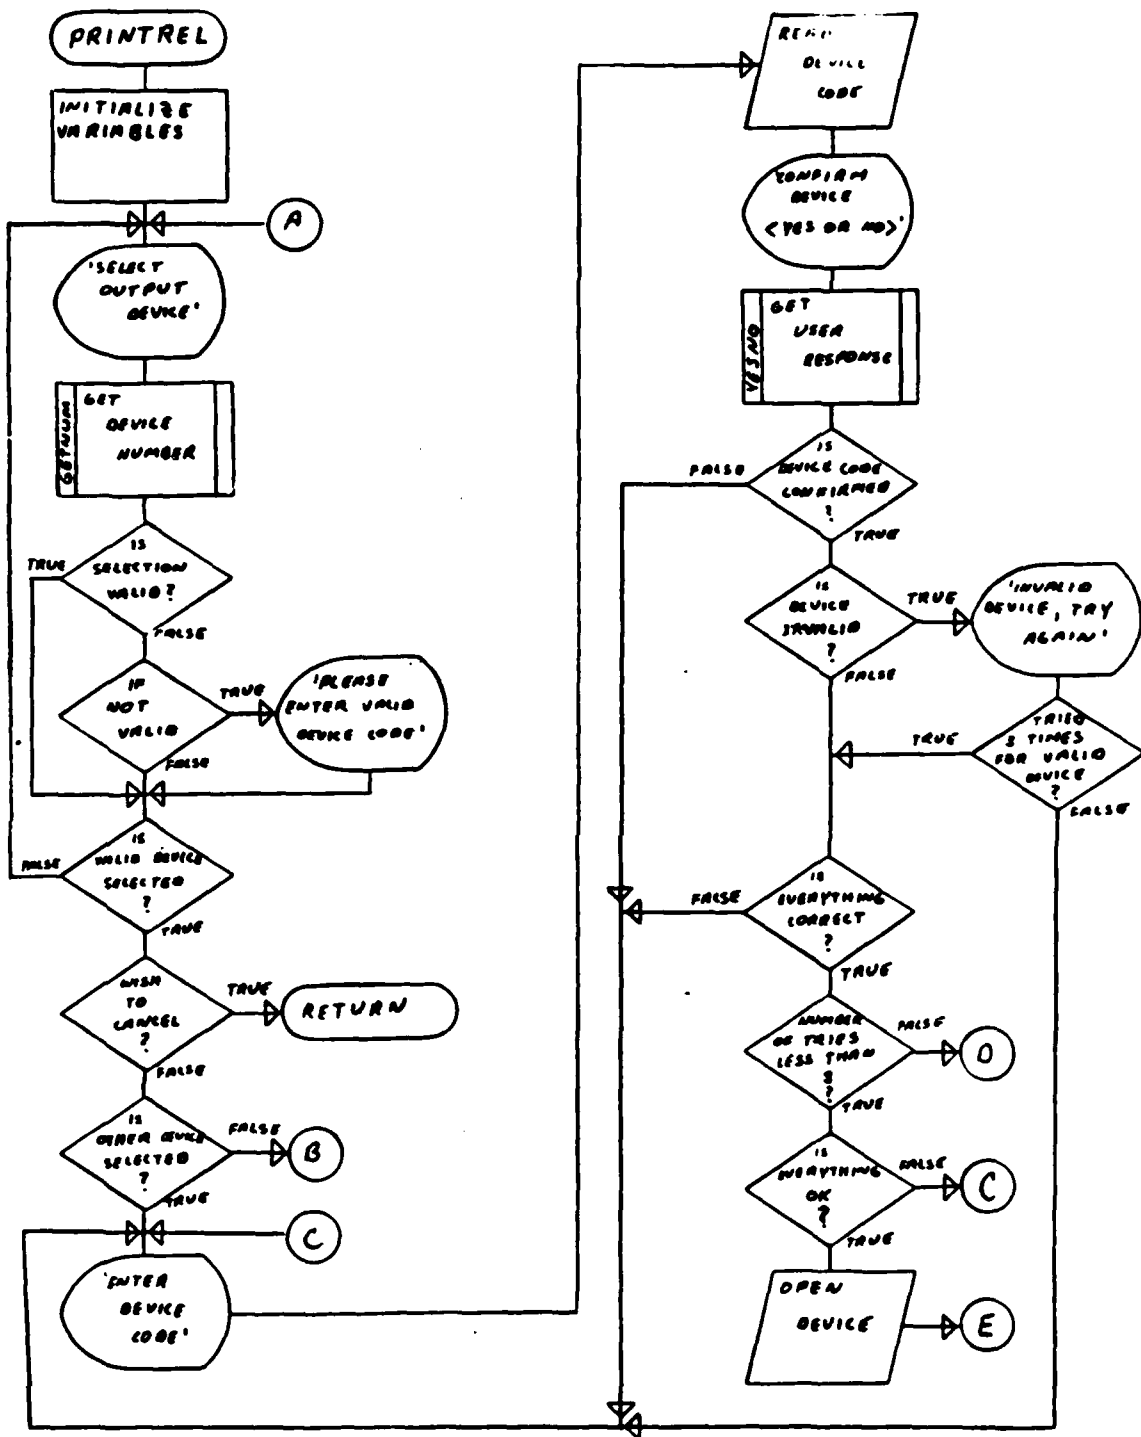 PRINTREL
INITIALIZE
VARIABLES
A
'SELECT
OUTPUT
DEVICE'
GETNUM
GET
DEVICE
NUMBER
IS
SELECTION
VALID?
TRUE
FALSE
IF
NOT
VALID
TRUE
FALSE
'PLEASE
ENTER VALID
DEVICE CODE'
IS
VALID DEVICE
SELECTED
?
FALSE
TRUE
WISH
TO
CANCEL
?
TRUE
RETURN
FALSE
IS
OTHER DEVICE
SELECTED
?
FALSE
B
TRUE
C
'ENTER
DEVICE
CODE'
READ
DEVICE
CODE
'CONFIRM
DEVICE
<YES OR NO>'
YESNO
GET
USER
RESPONSE
IS
DEVICE CODE
CONFIRMED
?
FALSE
TRUE
IS
DEVICE
INVALID
?
TRUE
FALSE
'INVALID
DEVICE, TRY
AGAIN'
TRIED
3 TIMES
FOR VALID
DEVICE
?
TRUE
FALSE
IS
EVERYTHING
CORRECT
?
FALSE
TRUE
NUMBER
OF TRIES
LESS THAN
3
?
FALSE
D
TRUE
IS
EVERYTHING
OK
?
FALSE
C
TRUE
OPEN
DEVICE
E